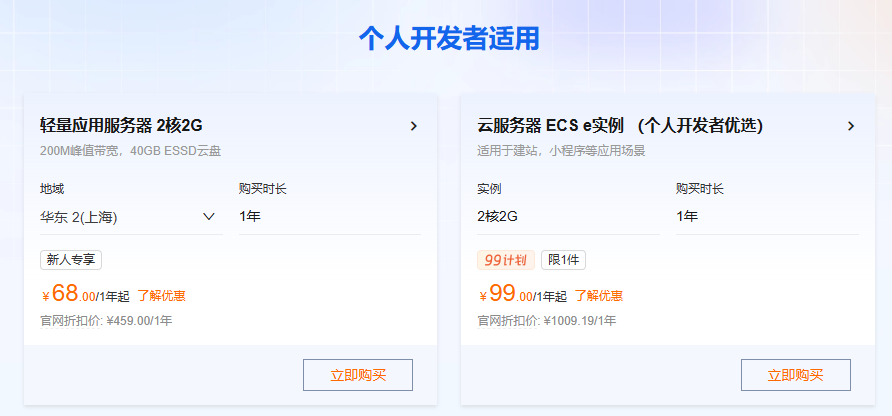 个人开发者适用
轻量应用服务器 2核2G
200M峰值带宽，40GB ESSD云盘
地域
购买时长
华东 2(上海)
1年
新人专享
¥68.00/1年起 了解优惠
官网折扣价: ¥459.00/1年
立即购买
云服务器 ECS e实例 （个人开发者优选）
适用于建站，小程序等应用场景
实例
购买时长
2核2G
1年
99计划 限1件
¥99.00/1年起 了解优惠
官网折扣价: ¥1009.19/1年
立即购买